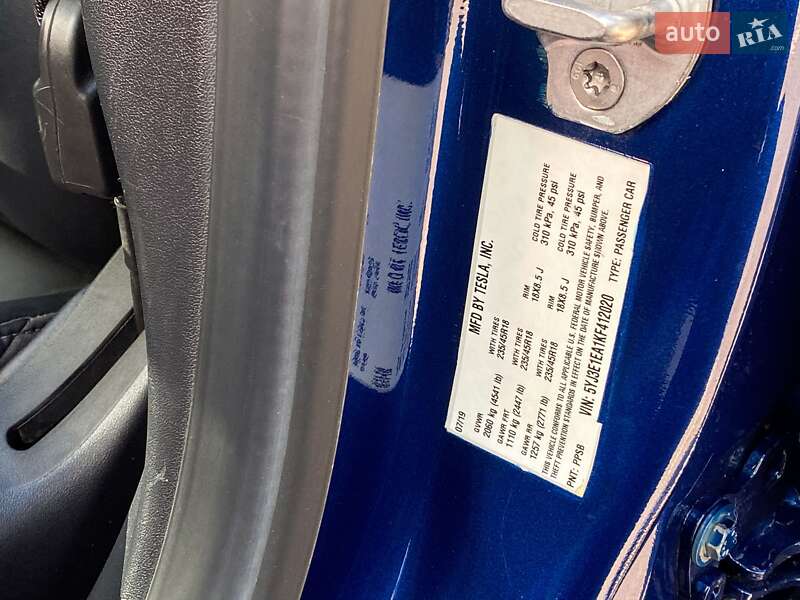 auto RIA.com
MFD BY TESLA, INC.
07/19
GVWR
2060 kg (4541 lb)
GAWR FRT WITH TIRES RIM COLD TIRE PRESSURE
1110 kg (2447 lb) 235/45R18 18X8.5 J 310 kPa, 45 psi
GAWR RR WITH TIRES RIM COLD TIRE PRESSURE
1257 kg (2771 lb) 235/45R18 18X8.5 J 310 kPa, 45 psi
THIS VEHICLE CONFORMS TO ALL APPLICABLE U.S. FEDERAL MOTOR VEHICLE SAFETY, BUMPER, AND
THEFT PREVENTION STANDARDS IN EFFECT ON THE DATE OF MANUFACTURE SHOWN ABOVE.
VIN: 5YJ3E1EA1KF412020 TYPE: PASSENGER CAR
PNT: PPSB